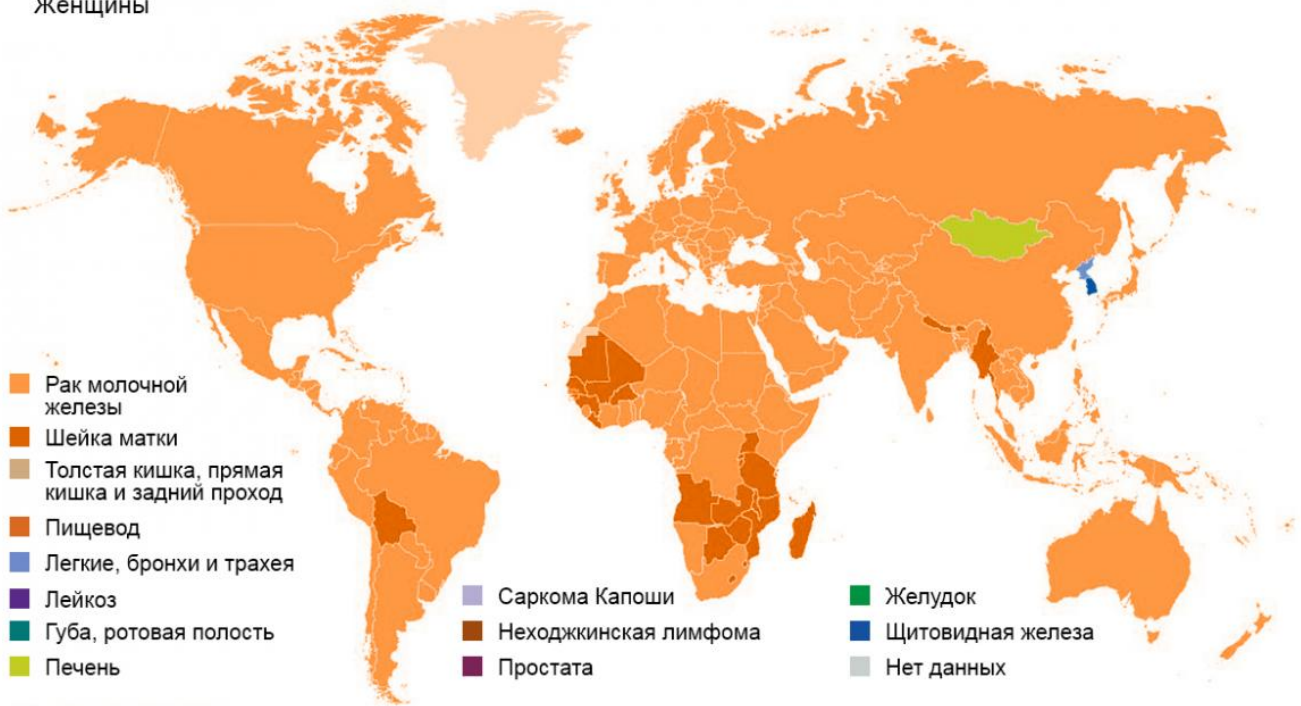 Женщины
Рак молочной
железы
Шейка матки
Толстая кишка, прямая
кишка и задний проход
Пищевод
Легкие, бронхи и трахея
Лейкоз
Губа, ротовая полость
Печень
Саркома Капоши
Неходжкинская лимфома
Простата
Желудок
Щитовидная железа
Нет данных